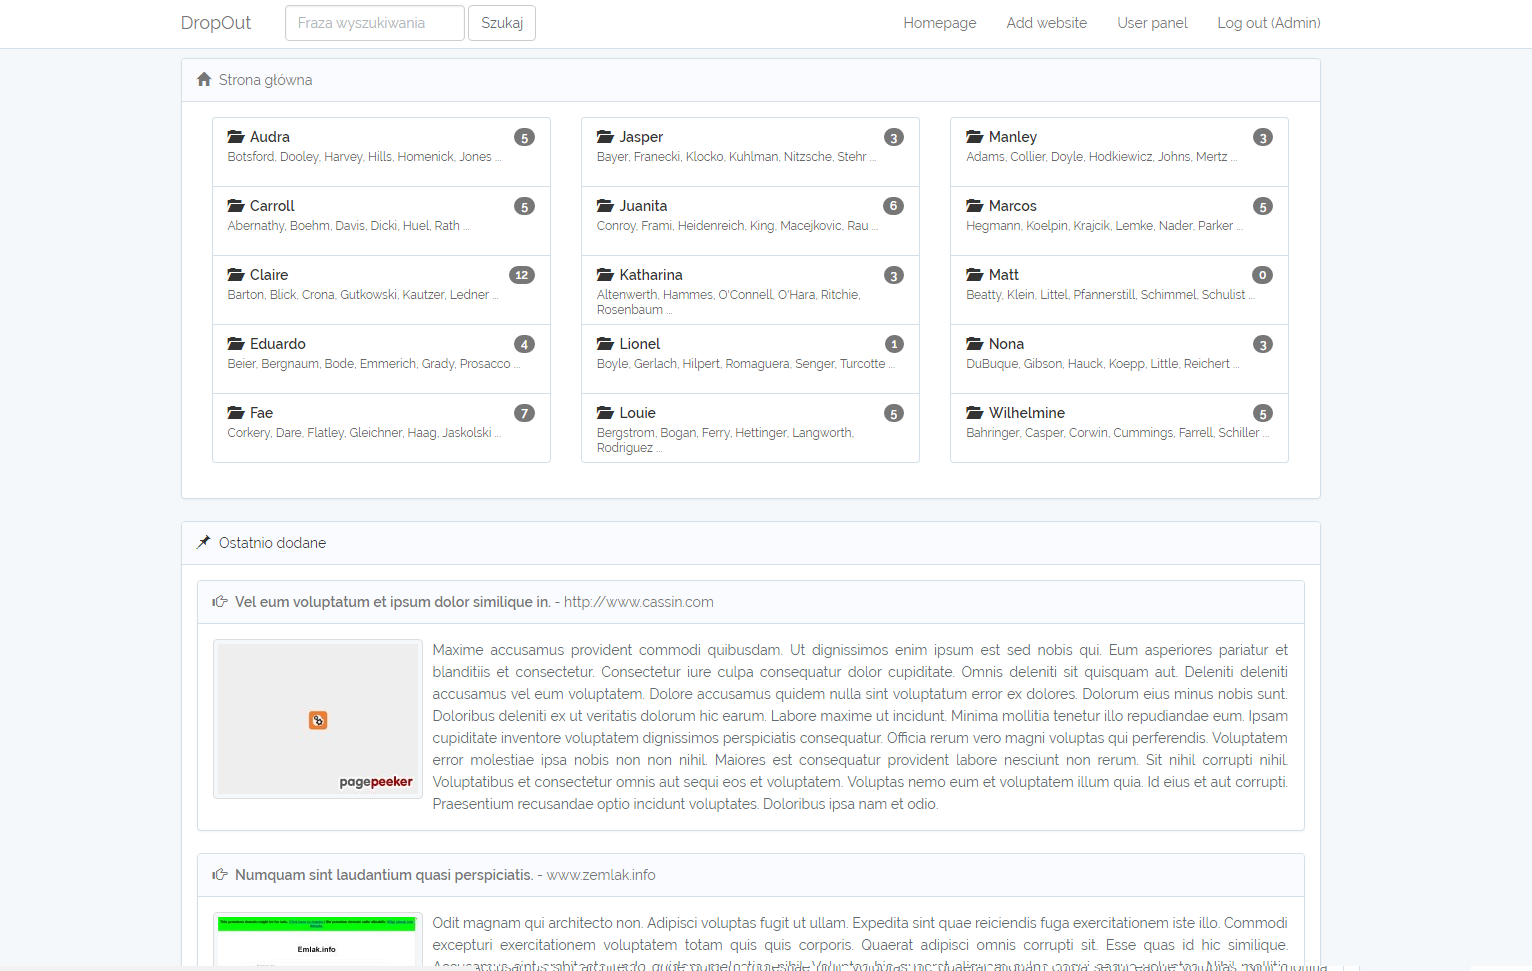 DropOut
Fraza wyszukiwania
Szukaj
Homepage
Add website
User panel
Log out (Admin)
Strona główna
Audra 5
Botsford, Dooley, Harvey, Hills, Homenick, Jones ...
Carroll 5
Abernathy, Boehm, Davis, Dicki, Huel, Rath ...
Claire 12
Barton, Blick, Crona, Gutkowski, Kautzer, Ledner ...
Eduardo 4
Beier, Bergnaum, Bode, Emmerich, Grady, Prosacco ...
Fae 7
Corkery, Dare, Flatley, Gleichner, Haag, Jaskolski ...
Jasper 3
Bayer, Franecki, Klocko, Kuhlman, Nitzsche, Stehr ...
Juanita 6
Conroy, Frami, Heidenreich, King, Macejkovic, Rau ...
Katharina 3
Altenwerth, Hammes, O'Connell, O'Hara, Ritchie,
Rosenbaum ...
Lionel 1
Boyle, Gerlach, Hilpert, Romaguera, Senger, Turcotte ...
Louie 5
Bergstrom, Bogan, Ferry, Hettinger, Langworth,
Rodriguez ...
Manley 3
Adams, Collier, Doyle, Hodkiewicz, Johns, Mertz ...
Marcos 5
Hegmann, Koelpin, Krajcik, Lemke, Nader, Parker ...
Matt 0
Beatty, Klein, Littel, Pfannerstill, Schimmel, Schulist ...
Nona 3
DuBuque, Gibson, Hauck, Koepp, Little, Reichert ...
Wilhelmine 5
Bahringer, Casper, Corwin, Cummings, Farrell, Schiller ...
Ostatnio dodane
Vel eum voluptatum et ipsum dolor similique in. - http://www.cassin.com
pagepeeker
Maxime accusamus provident commodi quibusdam. Ut dignissimos enim ipsum est sed nobis qui. Eum asperiores pariatur et
blanditiis et consectetur. Consectetur iure culpa consequatur dolor cupiditate. Omnis deleniti sit quisquam aut. Deleniti deleniti
accusamus vel eum voluptatem. Dolore accusamus quidem nulla sint voluptatum error ex dolores. Dolorum eius minus nobis sunt.
Doloribus deleniti ex ut veritatis dolorum hic earum. Labore maxime ut incidunt. Minima mollitia tenetur illo repudiandae eum. Ipsam
cupiditate inventore voluptatem dignissimos perspiciatis consequatur. Officia rerum vero magni voluptas qui perferendis. Voluptatem
error molestiae ipsa nobis non non nihil. Maiores est consequatur provident labore nesciunt non rerum. Sit nihil corrupti nihil.
Voluptatibus et consectetur omnis aut sequi eos et voluptatem. Voluptas nemo eum et voluptatem illum quia. Id eius et aut corrupti.
Praesentium recusandae optio incidunt voluptates. Doloribus ipsa nam et odio.
Numquam sint laudantium quasi perspiciatis. - www.zemlak.info
Emlak.info
Odit magnam qui architecto non. Adipisci voluptas fugit ut ullam. Expedita sint quae reiciendis fuga exercitationem iste illo. Commodi
excepturi exercitationem voluptatem totam quis quis corporis. Quaerat adipisci omnis corrupti sit. Esse quas id hic similique.